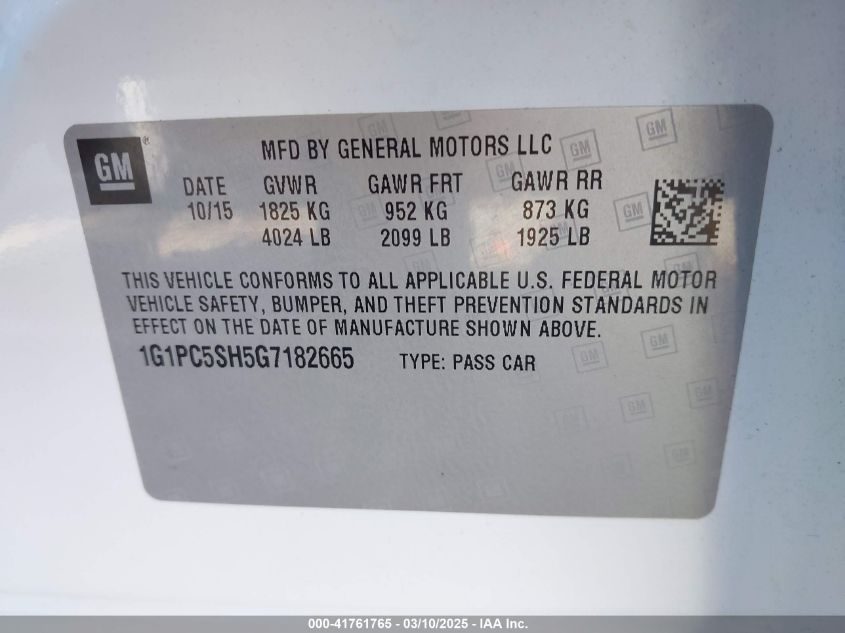 GM
MFD BY GENERAL MOTORS LLC
DATE GVWR GAWR FRT GAWR RR
10/15 1825 KG 952 KG 873 KG
4024 LB 2099 LB 1925 LB
THIS VEHICLE CONFORMS TO ALL APPLICABLE U.S. FEDERAL MOTOR
VEHICLE SAFETY, BUMPER, AND THEFT PREVENTION STANDARDS IN
EFFECT ON THE DATE OF MANUFACTURE SHOWN ABOVE.
1G1PC5SH5G7182665 TYPE: PASS CAR
000-41761765 — 03/10/2025 - IAA Inc.